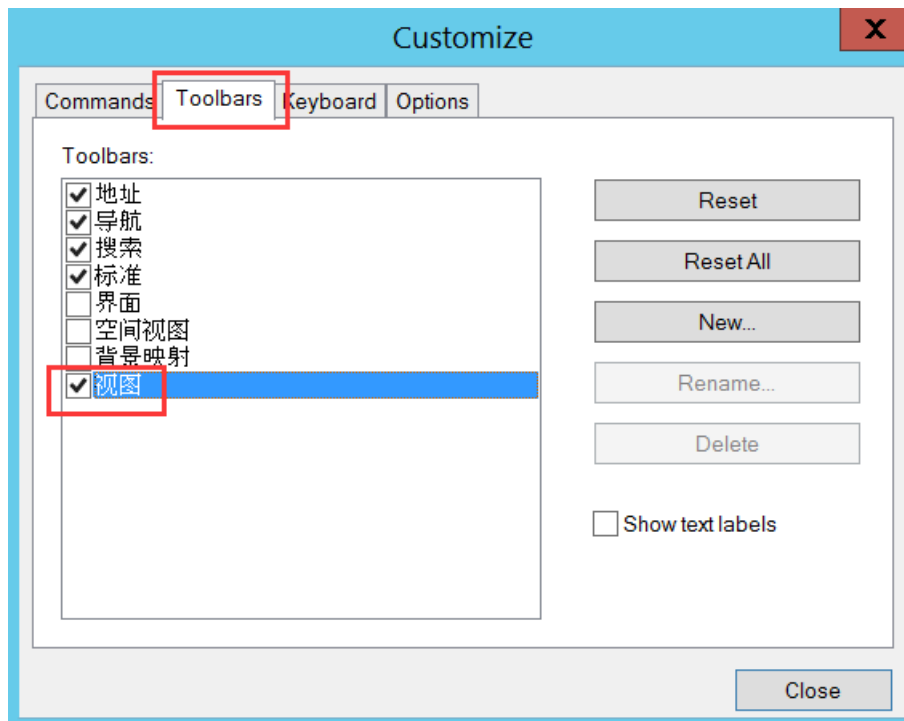 Customize
Commands Toolbars Keyboard Options
Toolbars:
地址
导航
搜索
标准
界面
空间视图
背景映射
视图
Reset
Reset All
New...
Rename...
Delete
Show text labels
Close